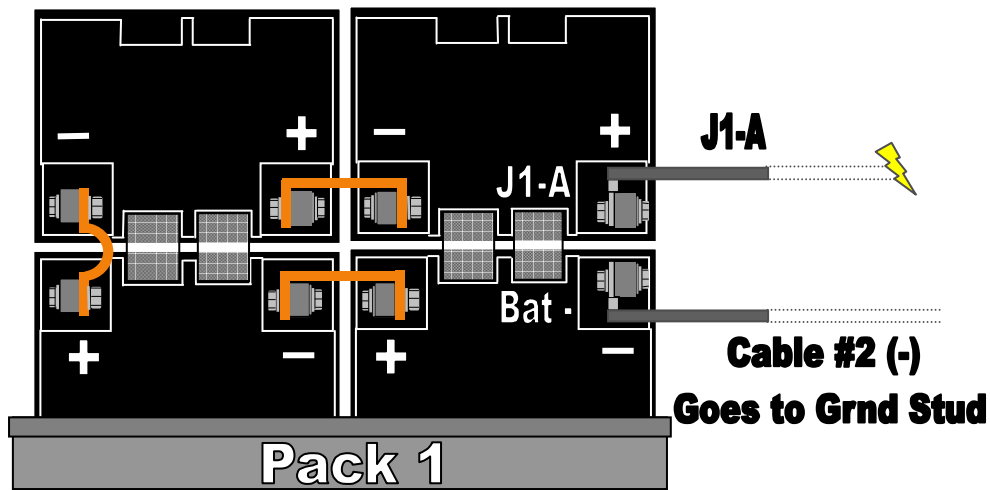 − + − +
J1-A
J1-A
Bat -
+ − + −
Cable #2 (-)
Goes to Grnd Stud
Pack 1